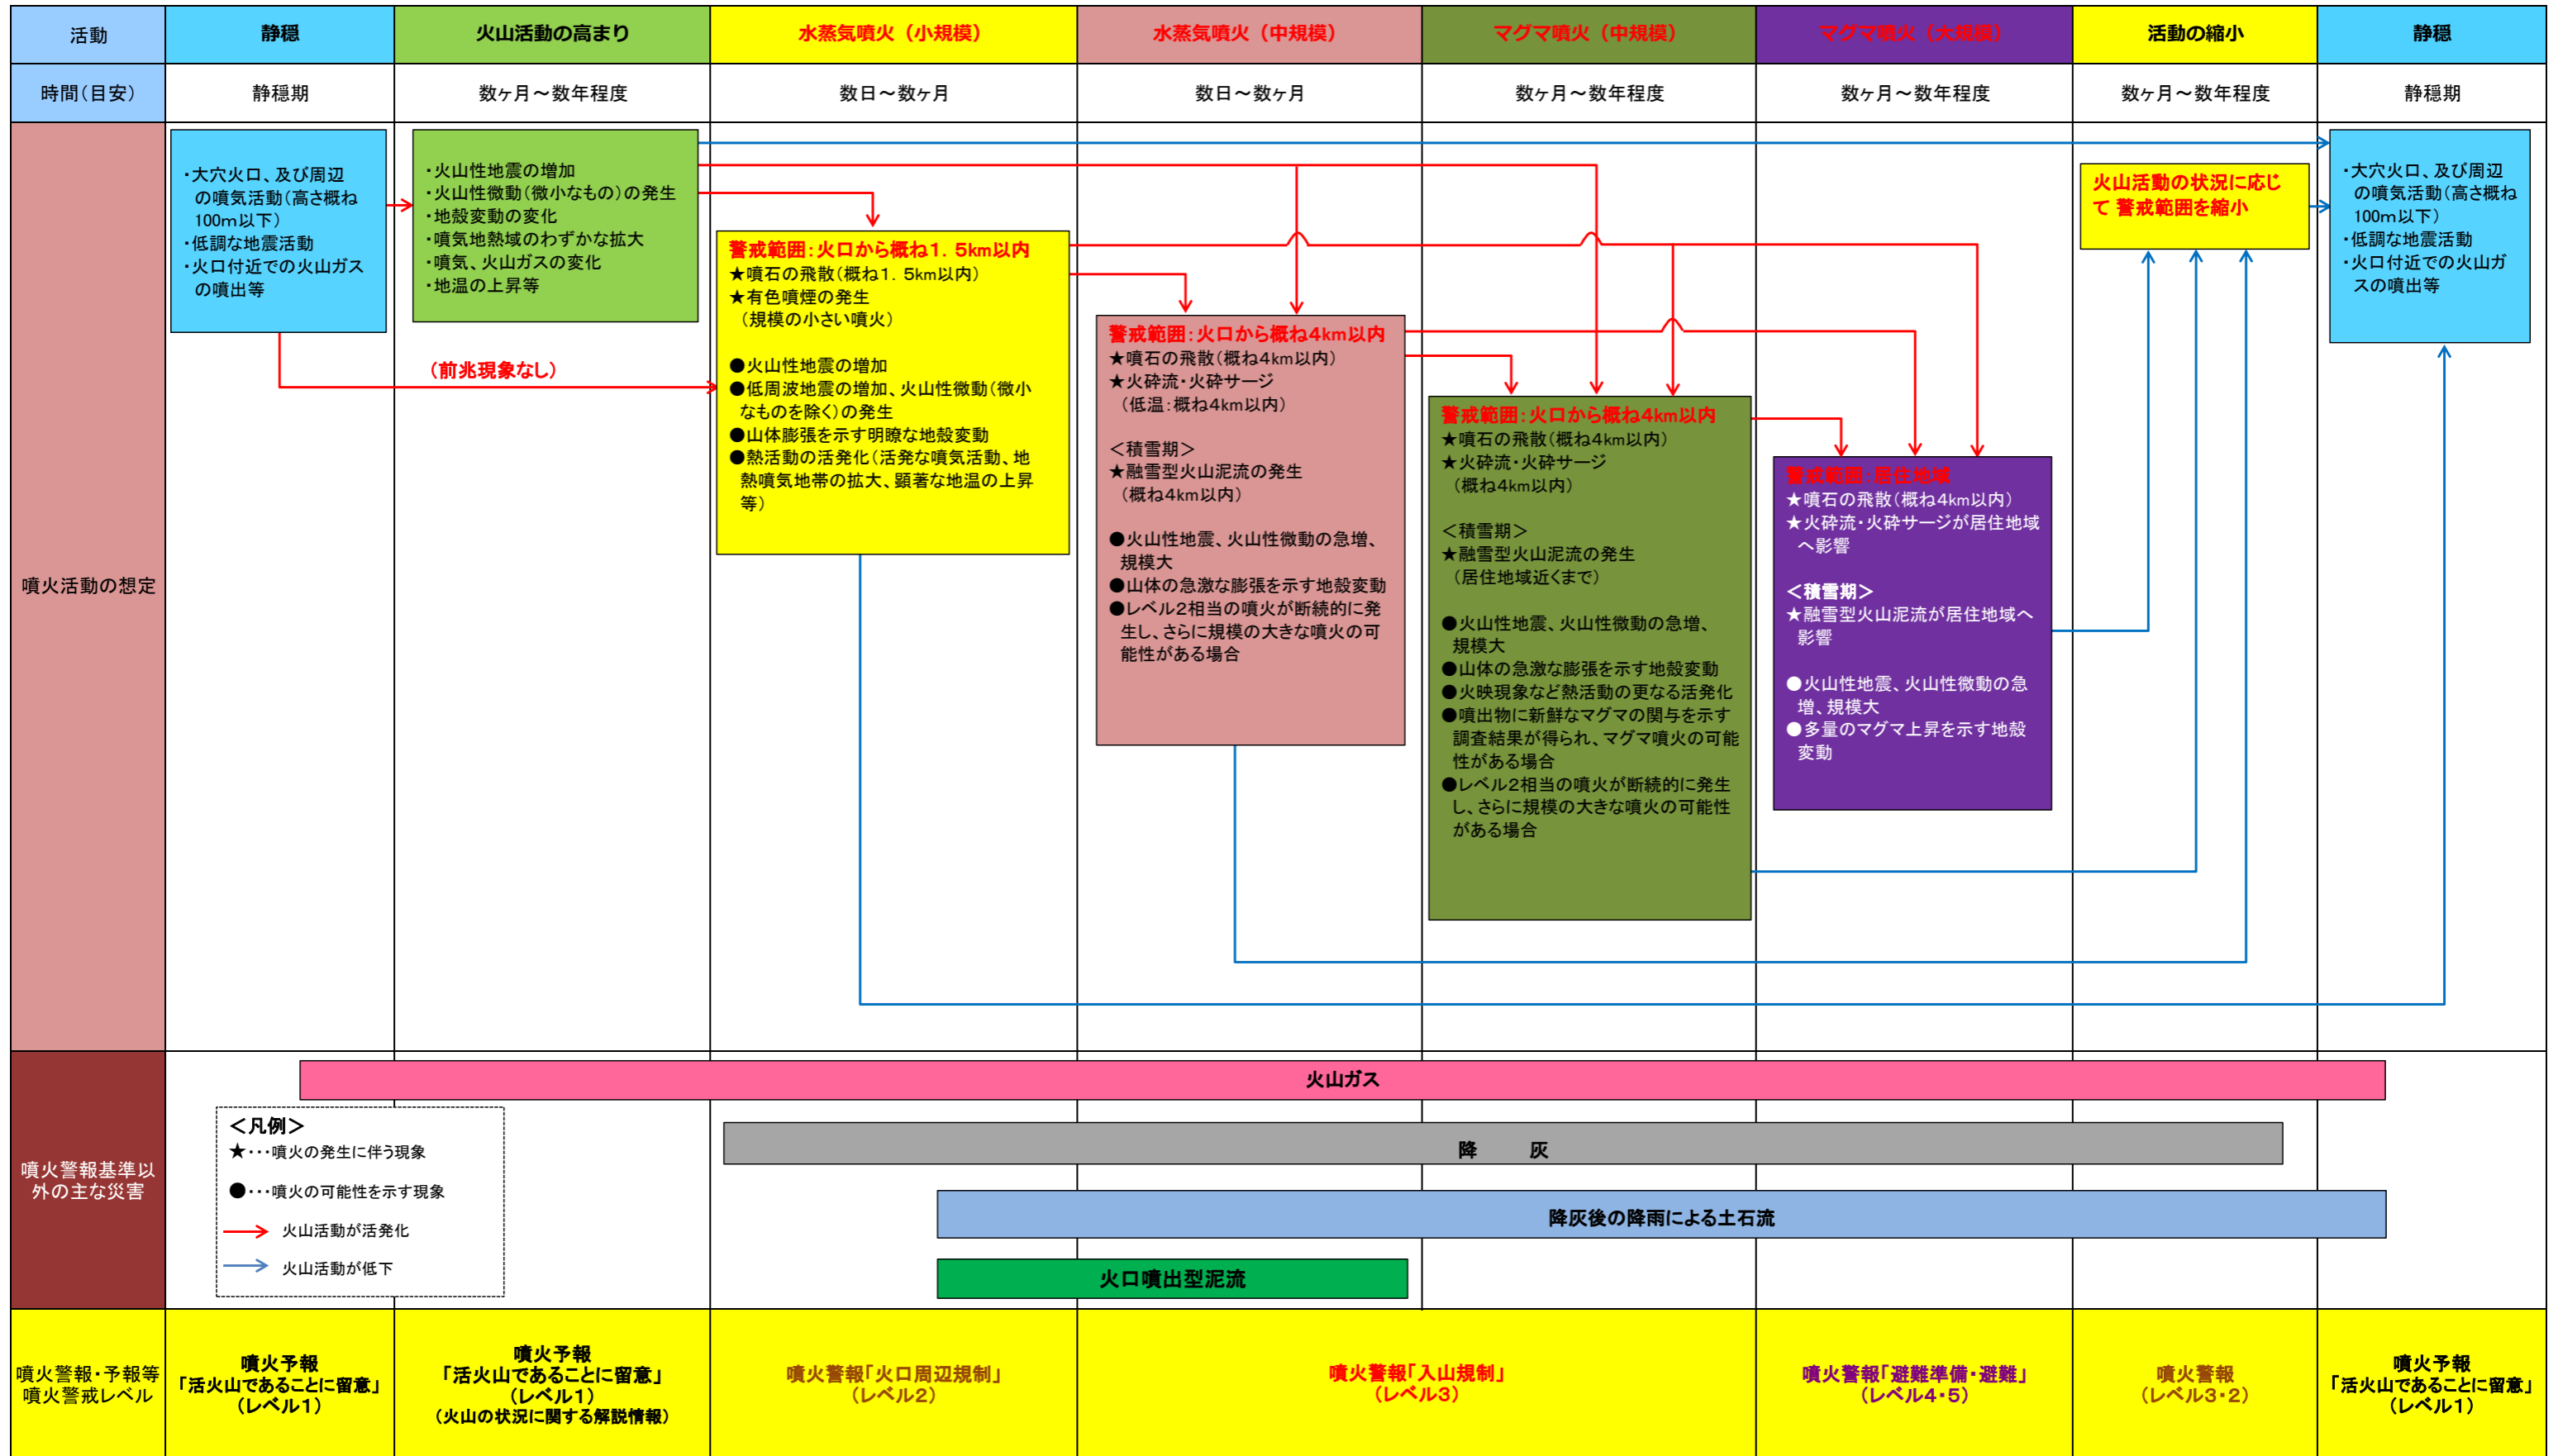 活動
静穏
火山活動の高まり
水蒸気噴火（小規模）
水蒸気噴火（中規模）
マグマ噴火（中規模）
マグマ噴火（大規模）
活動の縮小
静穏
時間（目安）
静穏期
数ヶ月～数年程度
数日～数ヶ月
数日～数ヶ月
数ヶ月～数年程度
数ヶ月～数年程度
数ヶ月～数年程度
静穏期
噴火活動の想定
・大穴火口、及び周辺
の噴気活動（高さ概ね
100m以下）
・低調な地震活動
・火口付近での火山ガス
の噴出等
・火山性地震の増加
・火山性微動（微小なもの）の発生
・地殻変動の変化
・噴気地熱域のわずかな拡大
・噴気、火山ガスの変化
・地温の上昇等
（前兆現象なし）
警戒範囲：火口から概ね1．5km以内
★噴石の飛散（概ね1．5km以内）
★有色噴煙の発生
（規模の小さい噴火）
●火山性地震の増加
●低周波地震の増加、火山性微動（微小
なものを除く）の発生
●山体膨張を示す明瞭な地殻変動
●熱活動の活発化（活発な噴気活動、地
熱噴気地帯の拡大、顕著な地温の上昇
等）
警戒範囲：火口から概ね4km以内
★噴石の飛散（概ね4km以内）
★火砕流・火砕サージ
（低温：概ね4km以内）
＜積雪期＞
★融雪型火山泥流の発生
（概ね4km以内）
●火山性地震、火山性微動の急増、
規模大
●山体の急激な膨張を示す地殻変動
●レベル2相当の噴火が断続的に発
生し、さらに規模の大きな噴火の可
能性がある場合
警戒範囲：火口から概ね4km以内
★噴石の飛散（概ね4km以内）
★火砕流・火砕サージ
（概ね4km以内）
＜積雪期＞
★融雪型火山泥流の発生
（居住地域近くまで）
●火山性地震、火山性微動の急増、
規模大
●山体の急激な膨張を示す地殻変動
●火映現象など熱活動の更なる活発化
●噴出物に新鮮なマグマの関与を示す
調査結果が得られ、マグマ噴火の可能
性がある場合
●レベル2相当の噴火が断続的に発生
し、さらに規模の大きな噴火の可能性
がある場合
警戒範囲：居住地域
★噴石の飛散（概ね4km以内）
★火砕流・火砕サージが居住地域
へ影響
＜積雪期＞
★融雪型火山泥流が居住地域へ
影響
●火山性地震、火山性微動の急
増、規模大
●多量のマグマ上昇を示す地殻
変動
火山活動の状況に応じ
て 警戒範囲を縮小
・大穴火口、及び周辺
の噴気活動（高さ概ね
100m以下）
・低調な地震活動
・火口付近での火山ガ
スの噴出等
噴火警報基準以
外の主な災害
火山ガス
降 灰
降灰後の降雨による土石流
火口噴出型泥流
＜凡例＞
★・・・噴火の発生に伴う現象
●・・・噴火の可能性を示す現象
火山活動が活発化
火山活動が低下
噴火警報・予報等
噴火警戒レベル
噴火予報
「活火山であることに留意」
（レベル1）
噴火予報
「活火山であることに留意」
（レベル1）
（火山の状況に関する解説情報）
噴火警報「火口周辺規制」
（レベル2）
噴火警報「入山規制」
（レベル3）
噴火警報「避難準備・避難」
（レベル4・5）
噴火警報
（レベル3・2）
噴火予報
「活火山であることに留意」
（レベル1）